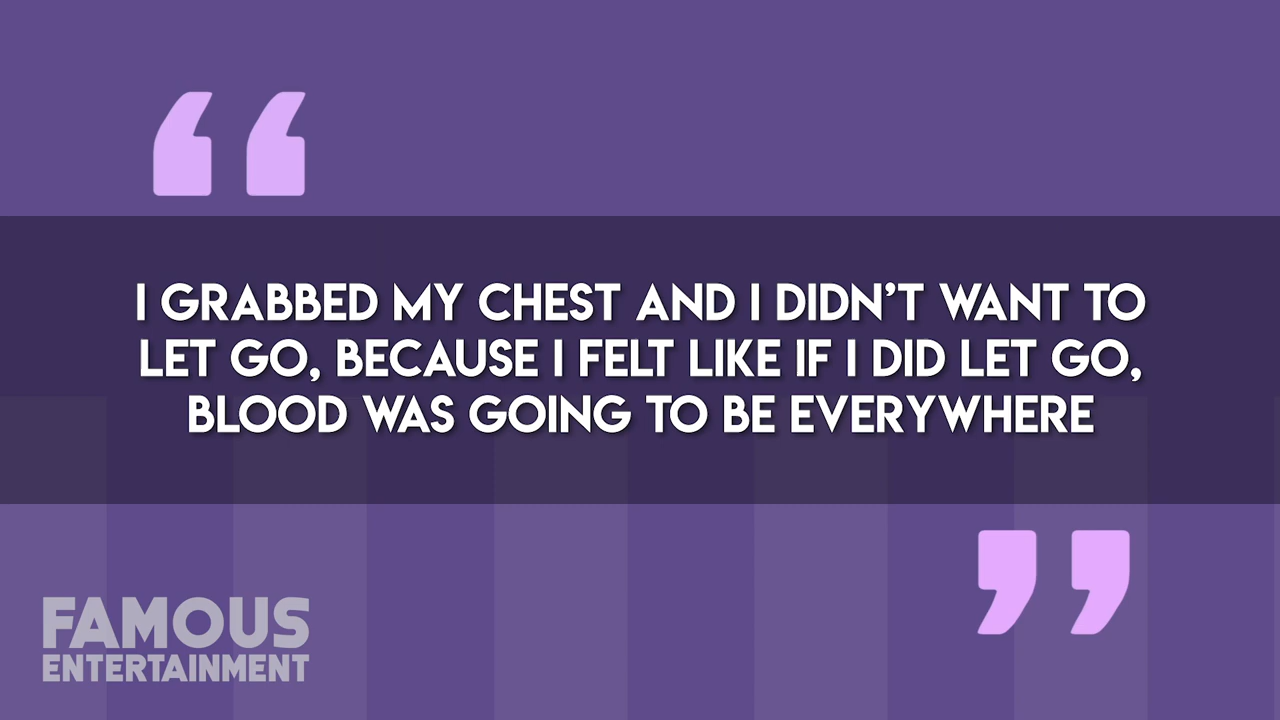 I GRABBED MY CHEST AND I DIDN’T WANT TO
LET GO, BECAUSE I FELT LIKE IF I DID LET GO,
BLOOD WAS GOING TO BE EVERYWHERE
FAMOUS
ENTERTAINMENT